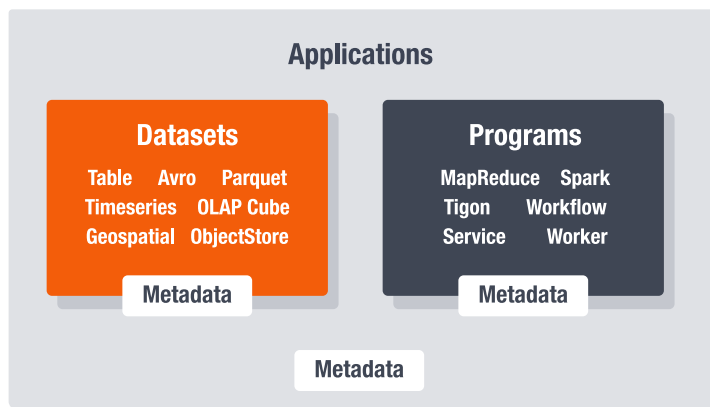 Applications
Datasets
Table Avro Parquet
Timeseries OLAP Cube
Geospatial ObjectStore
Metadata
Programs
MapReduce Spark
Tigon Workflow
Service Worker
Metadata
Metadata